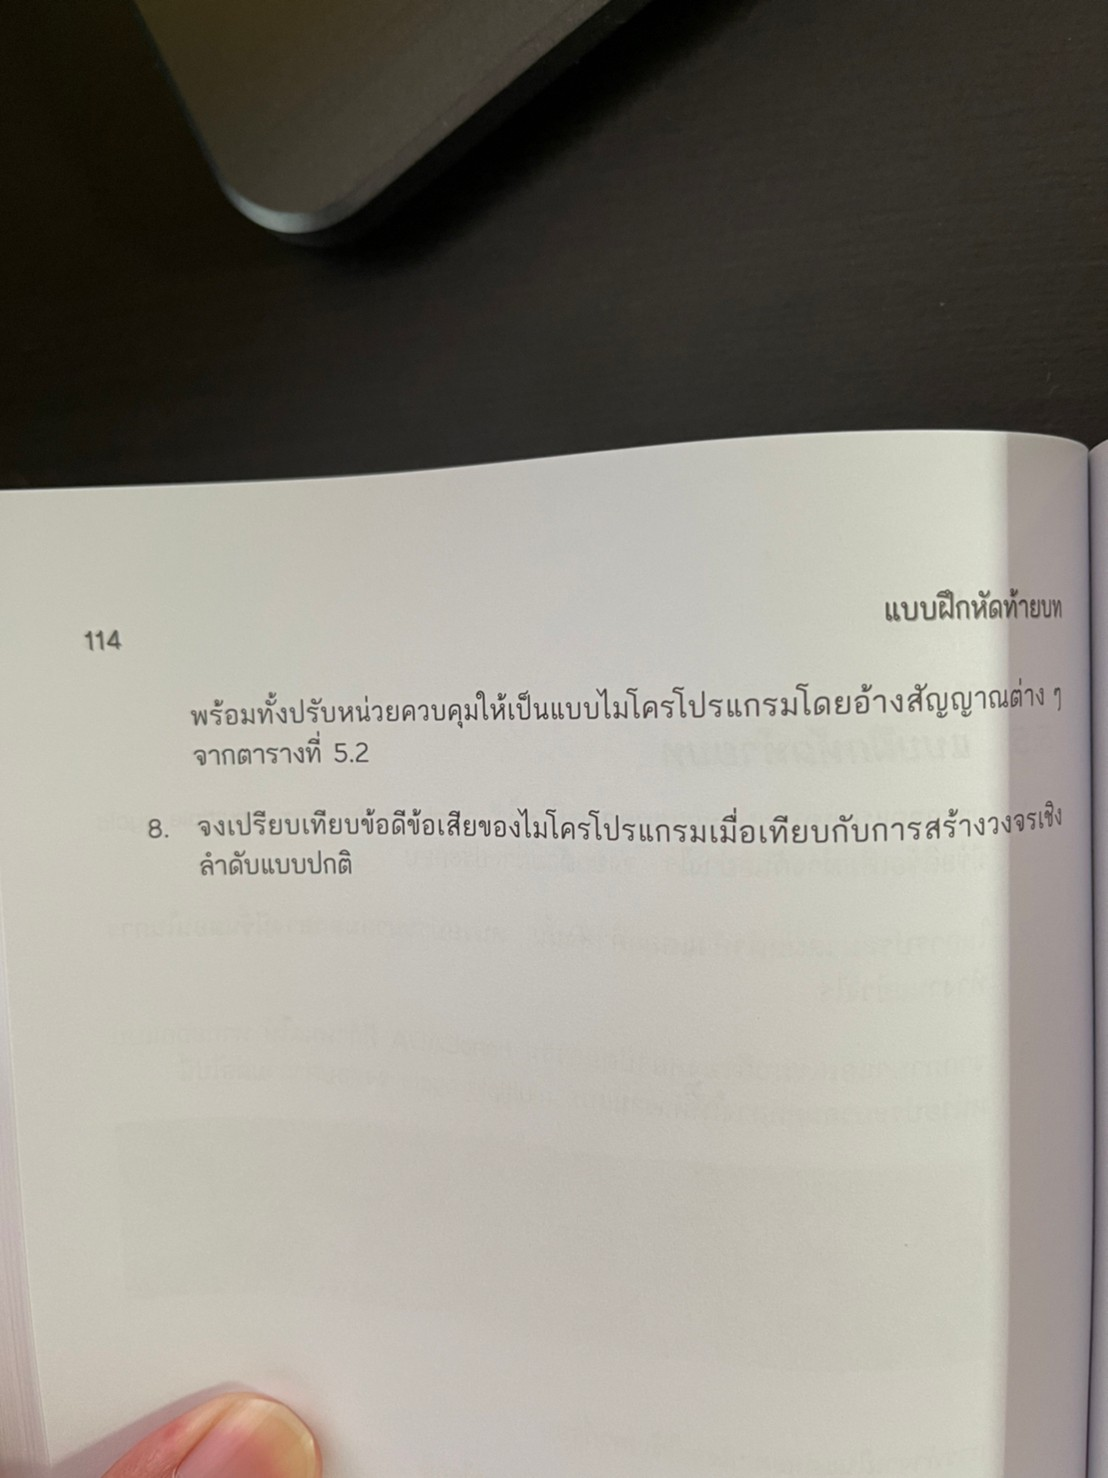 114
แบบฝึกหัดท้ายบท
พร้อมทั้งปรับหน่วยควบคุมให้เป็นแบบไมโครโปรแกรมโดยอ้างสัญญาณต่าง ๆ
จากตารางที่ 5.2
8. จงเปรียบเทียบข้อดีข้อเสียของไมโครโปรแกรมเมื่อเทียบกับการสร้างวงจรเชิง
ลำดับแบบปกติ